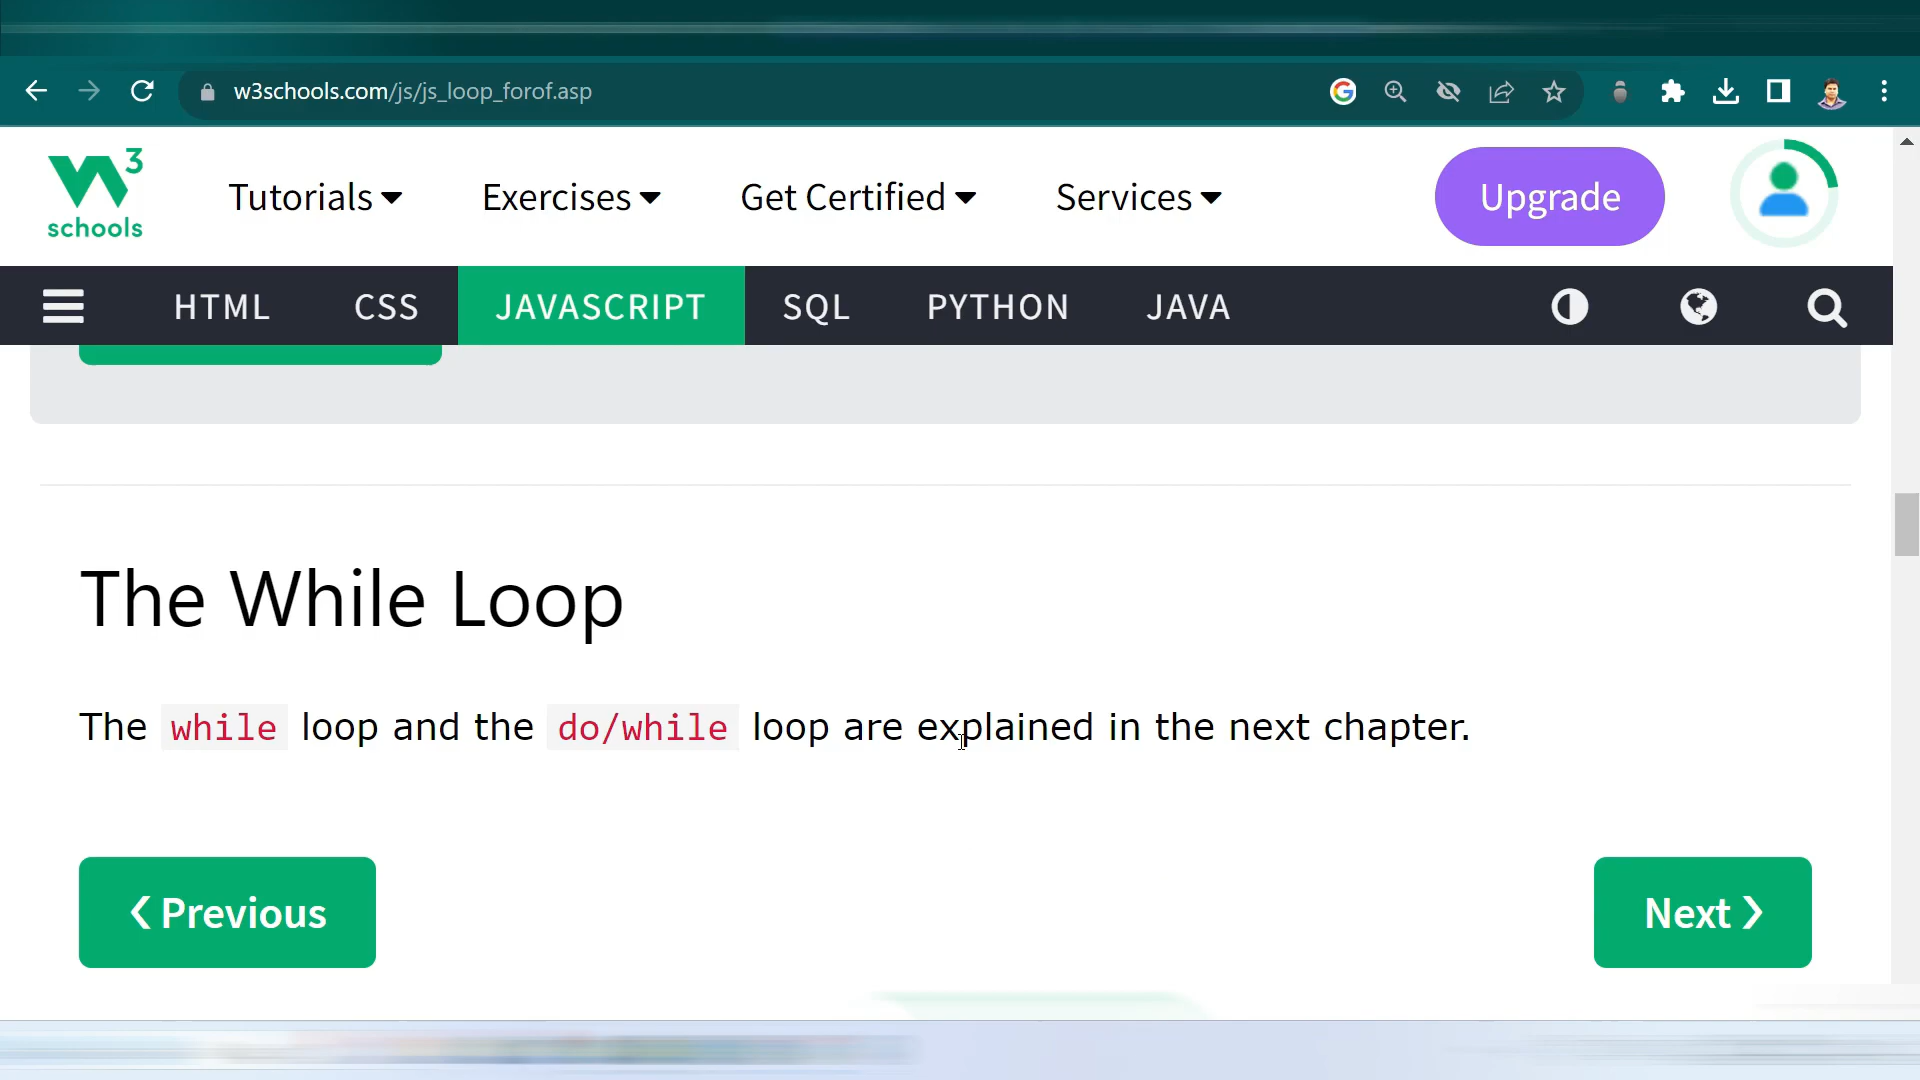 w3schools.com/js/js_loop_forof.asp
W3 schools
Tutorials Exercises Get Certified Services Upgrade
HTML CSS JAVASCRIPT SQL PYTHON JAVA
The While Loop
The while loop and the do/while loop are explained in the next chapter.
❮ Previous Next ❯